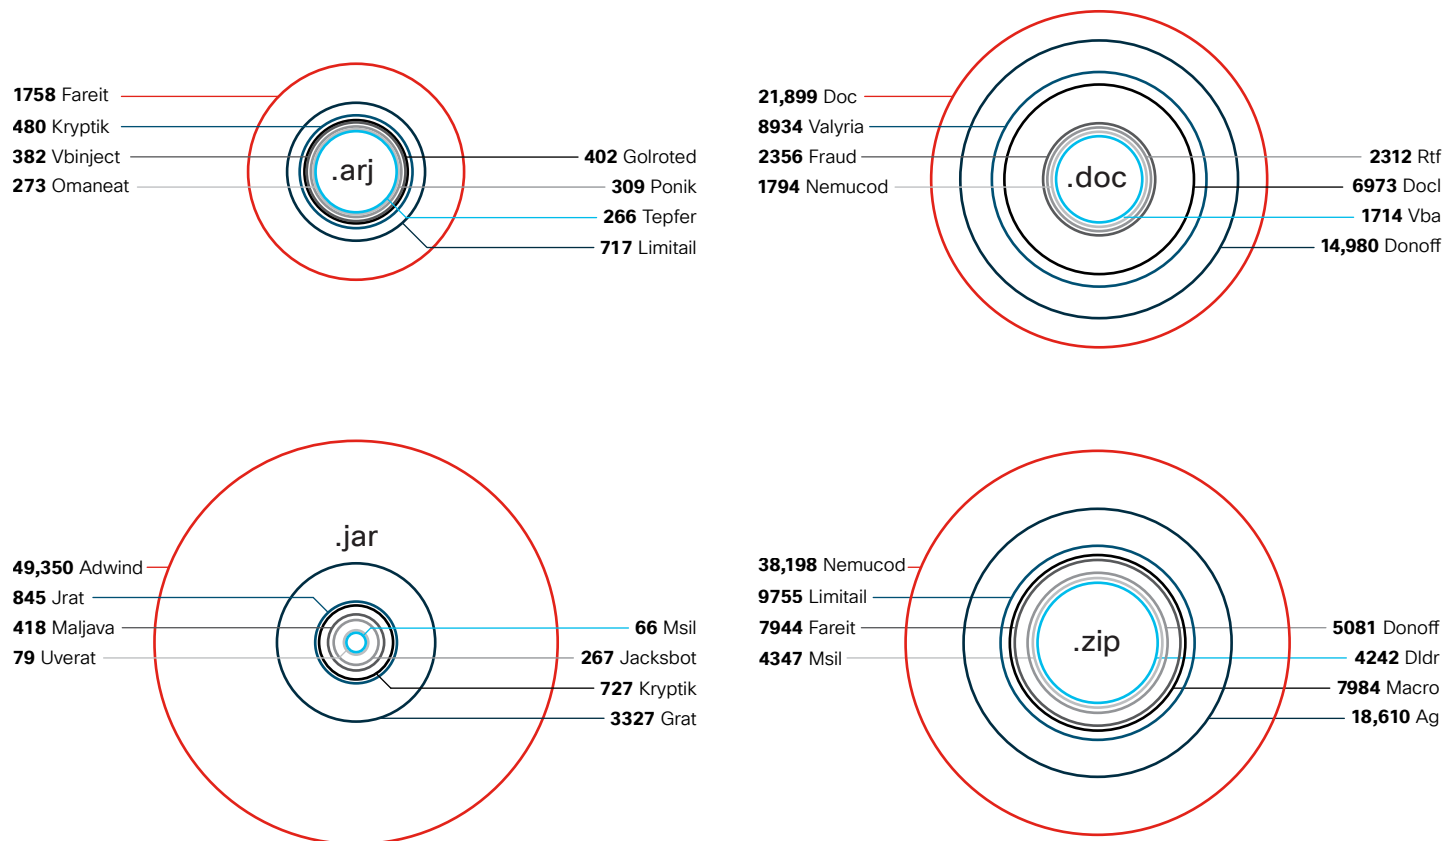 1758 Fareit
480 Kryptik
382 Vbinject
273 Omaneat
.arj
402 Golroted
309 Ponik
266 Tepfer
717 Limitail
21,899 Doc
8934 Valyria
2356 Fraud
1794 Nemucod
.doc
2312 Rtf
6973 Docl
1714 Vba
14,980 Donoff
.jar
49,350 Adwind
845 Jrat
418 Maljava
79 Uverat
66 Msil
267 Jacksbot
727 Kryptik
3327 Grat
38,198 Nemucod
9755 Limitail
7944 Fareit
4347 Msil
.zip
5081 Donoff
4242 Dldr
7984 Macro
18,610 Ag